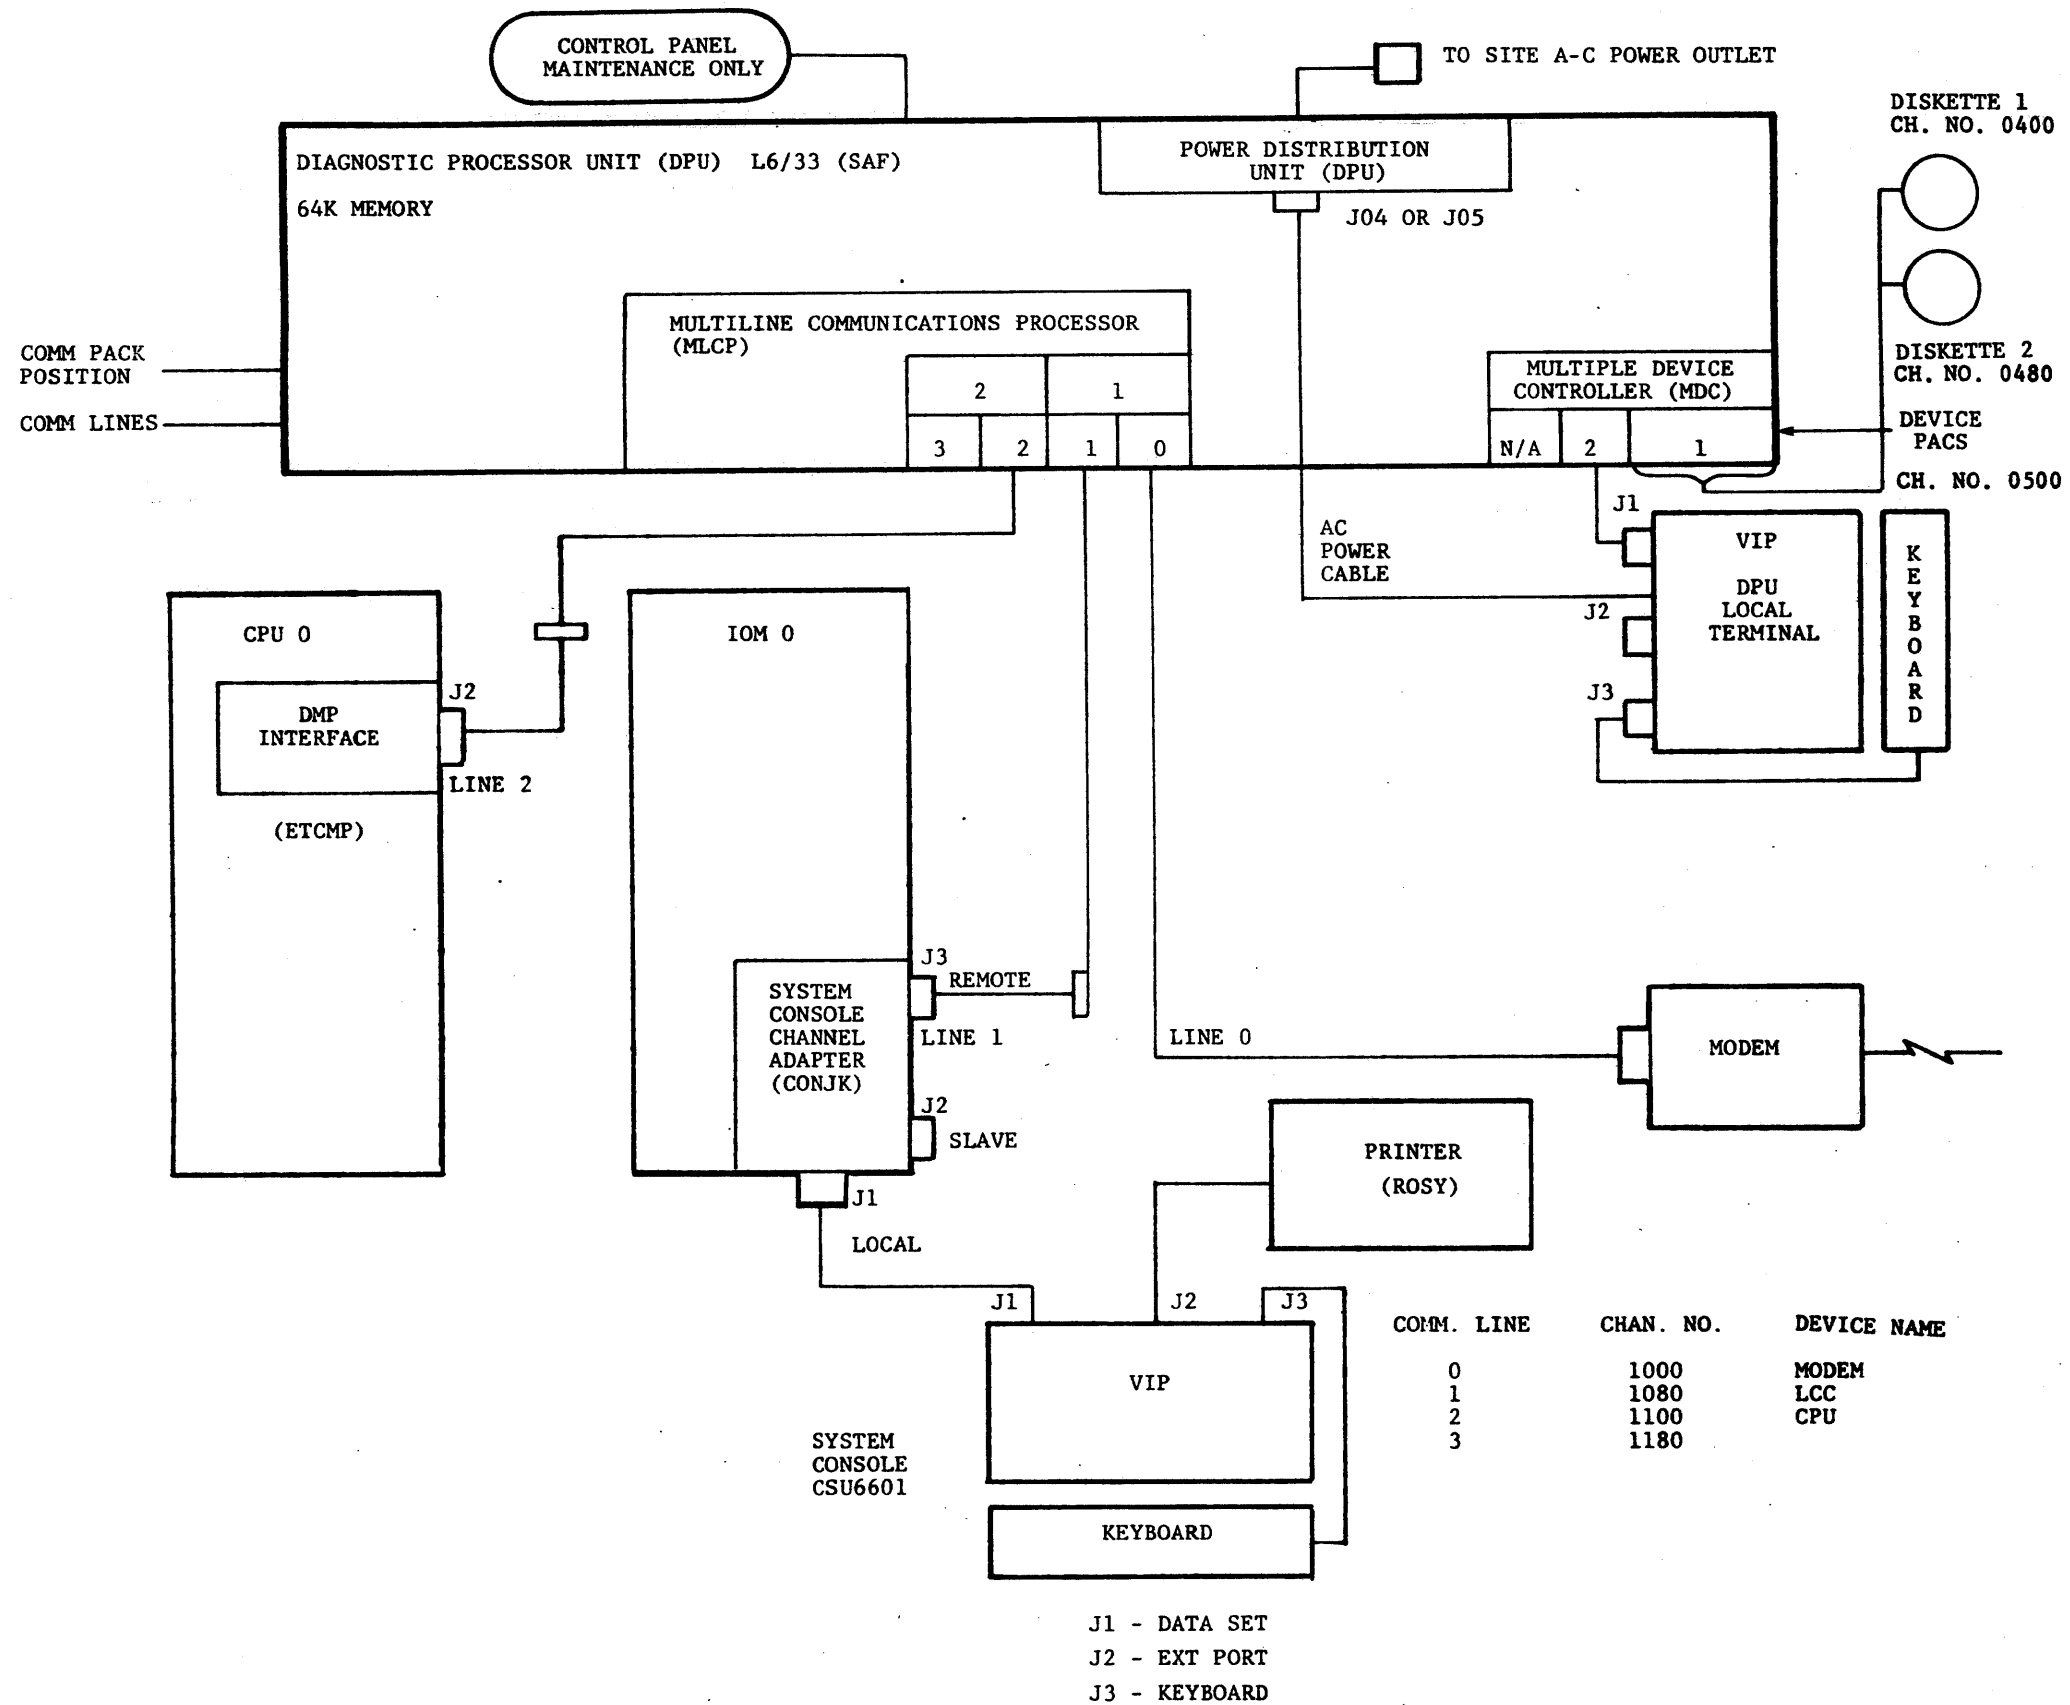 CONTROL PANEL
MAINTENANCE ONLY
TO SITE A-C POWER OUTLET
DISKETTE 1
CH. NO. 0400
DIAGNOSTIC PROCESSOR UNIT (DPU) L6/33 (SAF)
64K MEMORY
POWER DISTRIBUTION
UNIT (DPU)
J04 OR J05
MULTILINE COMMUNICATIONS PROCESSOR
(MLCP)
2
1
3
2
1
0
COMM PACK
POSITION
COMM LINES
MULTIPLE DEVICE
CONTROLLER (MDC)
N/A
2
1
DISKETTE 2
CH. NO. 0480
DEVICE
PACS
CH. NO. 0500
J1
VIP
DPU
LOCAL
TERMINAL
J2
J3
KEYBOARD
AC
POWER
CABLE
CPU 0
J2
DMP
INTERFACE
LINE 2
(ETCMP)
IOM 0
J3
REMOTE
SYSTEM
CONSOLE
CHANNEL
ADAPTER
(CONJK)
LINE 1
J2
SLAVE
J1
LOCAL
LINE 0
MODEM
PRINTER
(ROSY)
J1
J2
J3
VIP
SYSTEM
CONSOLE
CSU6601
KEYBOARD
COMM. LINE CHAN. NO. DEVICE NAME
0 1000 MODEM
1 1080 LCC
2 1100 CPU
3 1180
J1 - DATA SET
J2 - EXT PORT
J3 - KEYBOARD